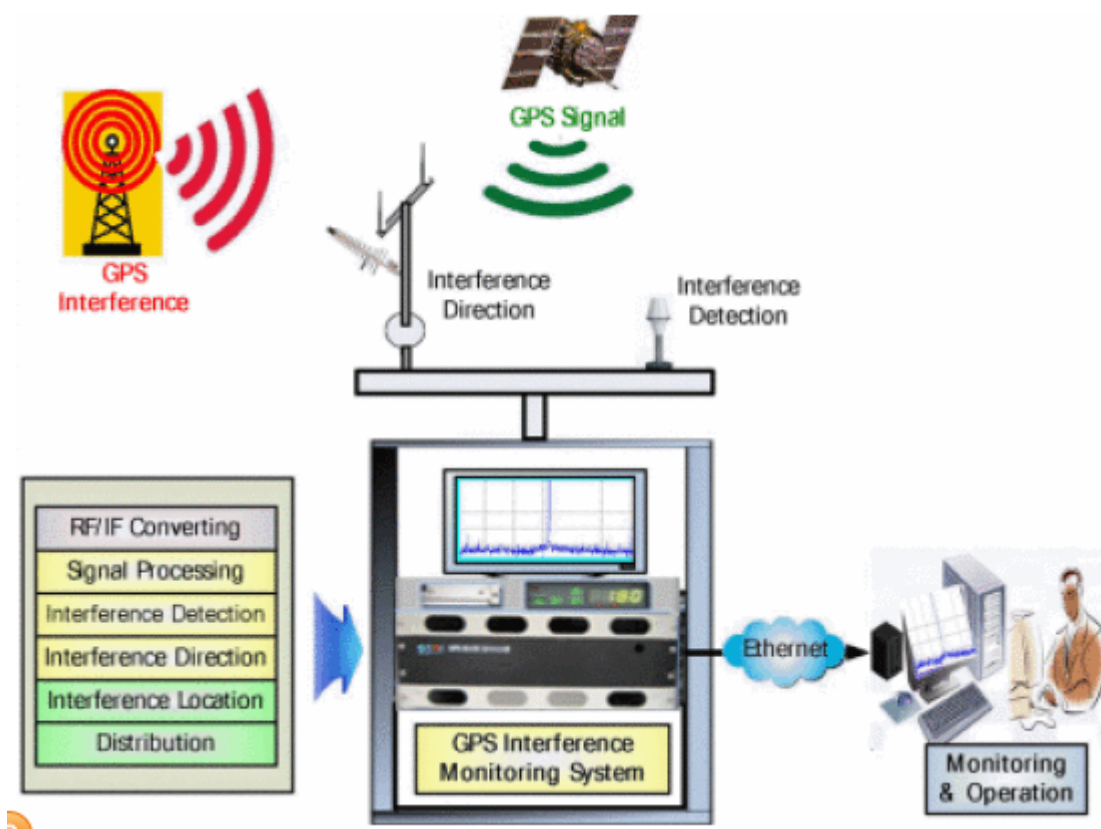 GPS Signal
GPS
Interference
Interference
Direction
Interference
Detection
RF/IF Converting
Signal Processing
Interference Detection
Interference Direction
Interference Location
Distribution
Ethernet
GPS Interference
Monitoring System
Monitoring
& Operation